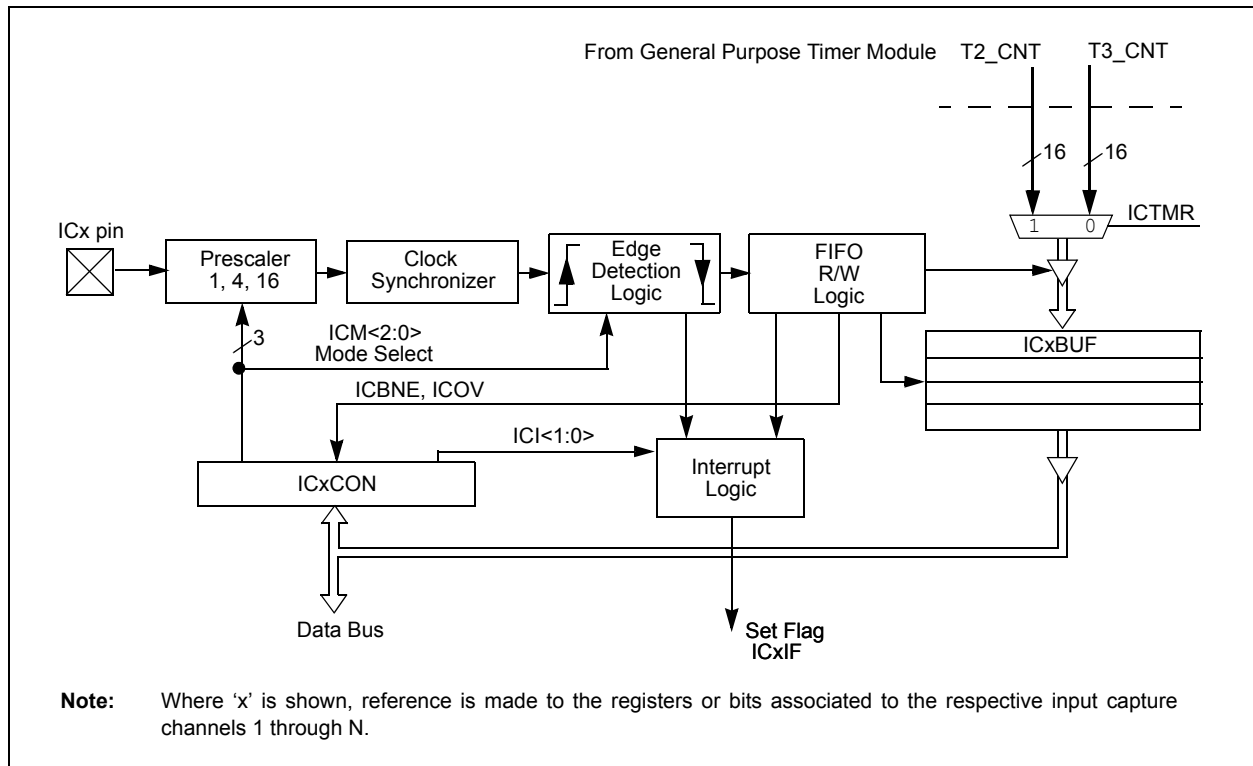 From General Purpose Timer Module T2_CNT T3_CNT
16 16
ICx pin
1 0
ICTMR
Prescaler
1, 4, 16
Clock
Synchronizer
Edge
Detection
Logic
FIFO
R/W
Logic
3
ICM<2:0>
Mode Select
ICxBUF
ICBNE, ICOV
ICI<1:0>
ICxCON
Interrupt
Logic
Data Bus
Set Flag
ICxIF
Note: Where ‘x’ is shown, reference is made to the registers or bits associated to the respective input capture
channels 1 through N.